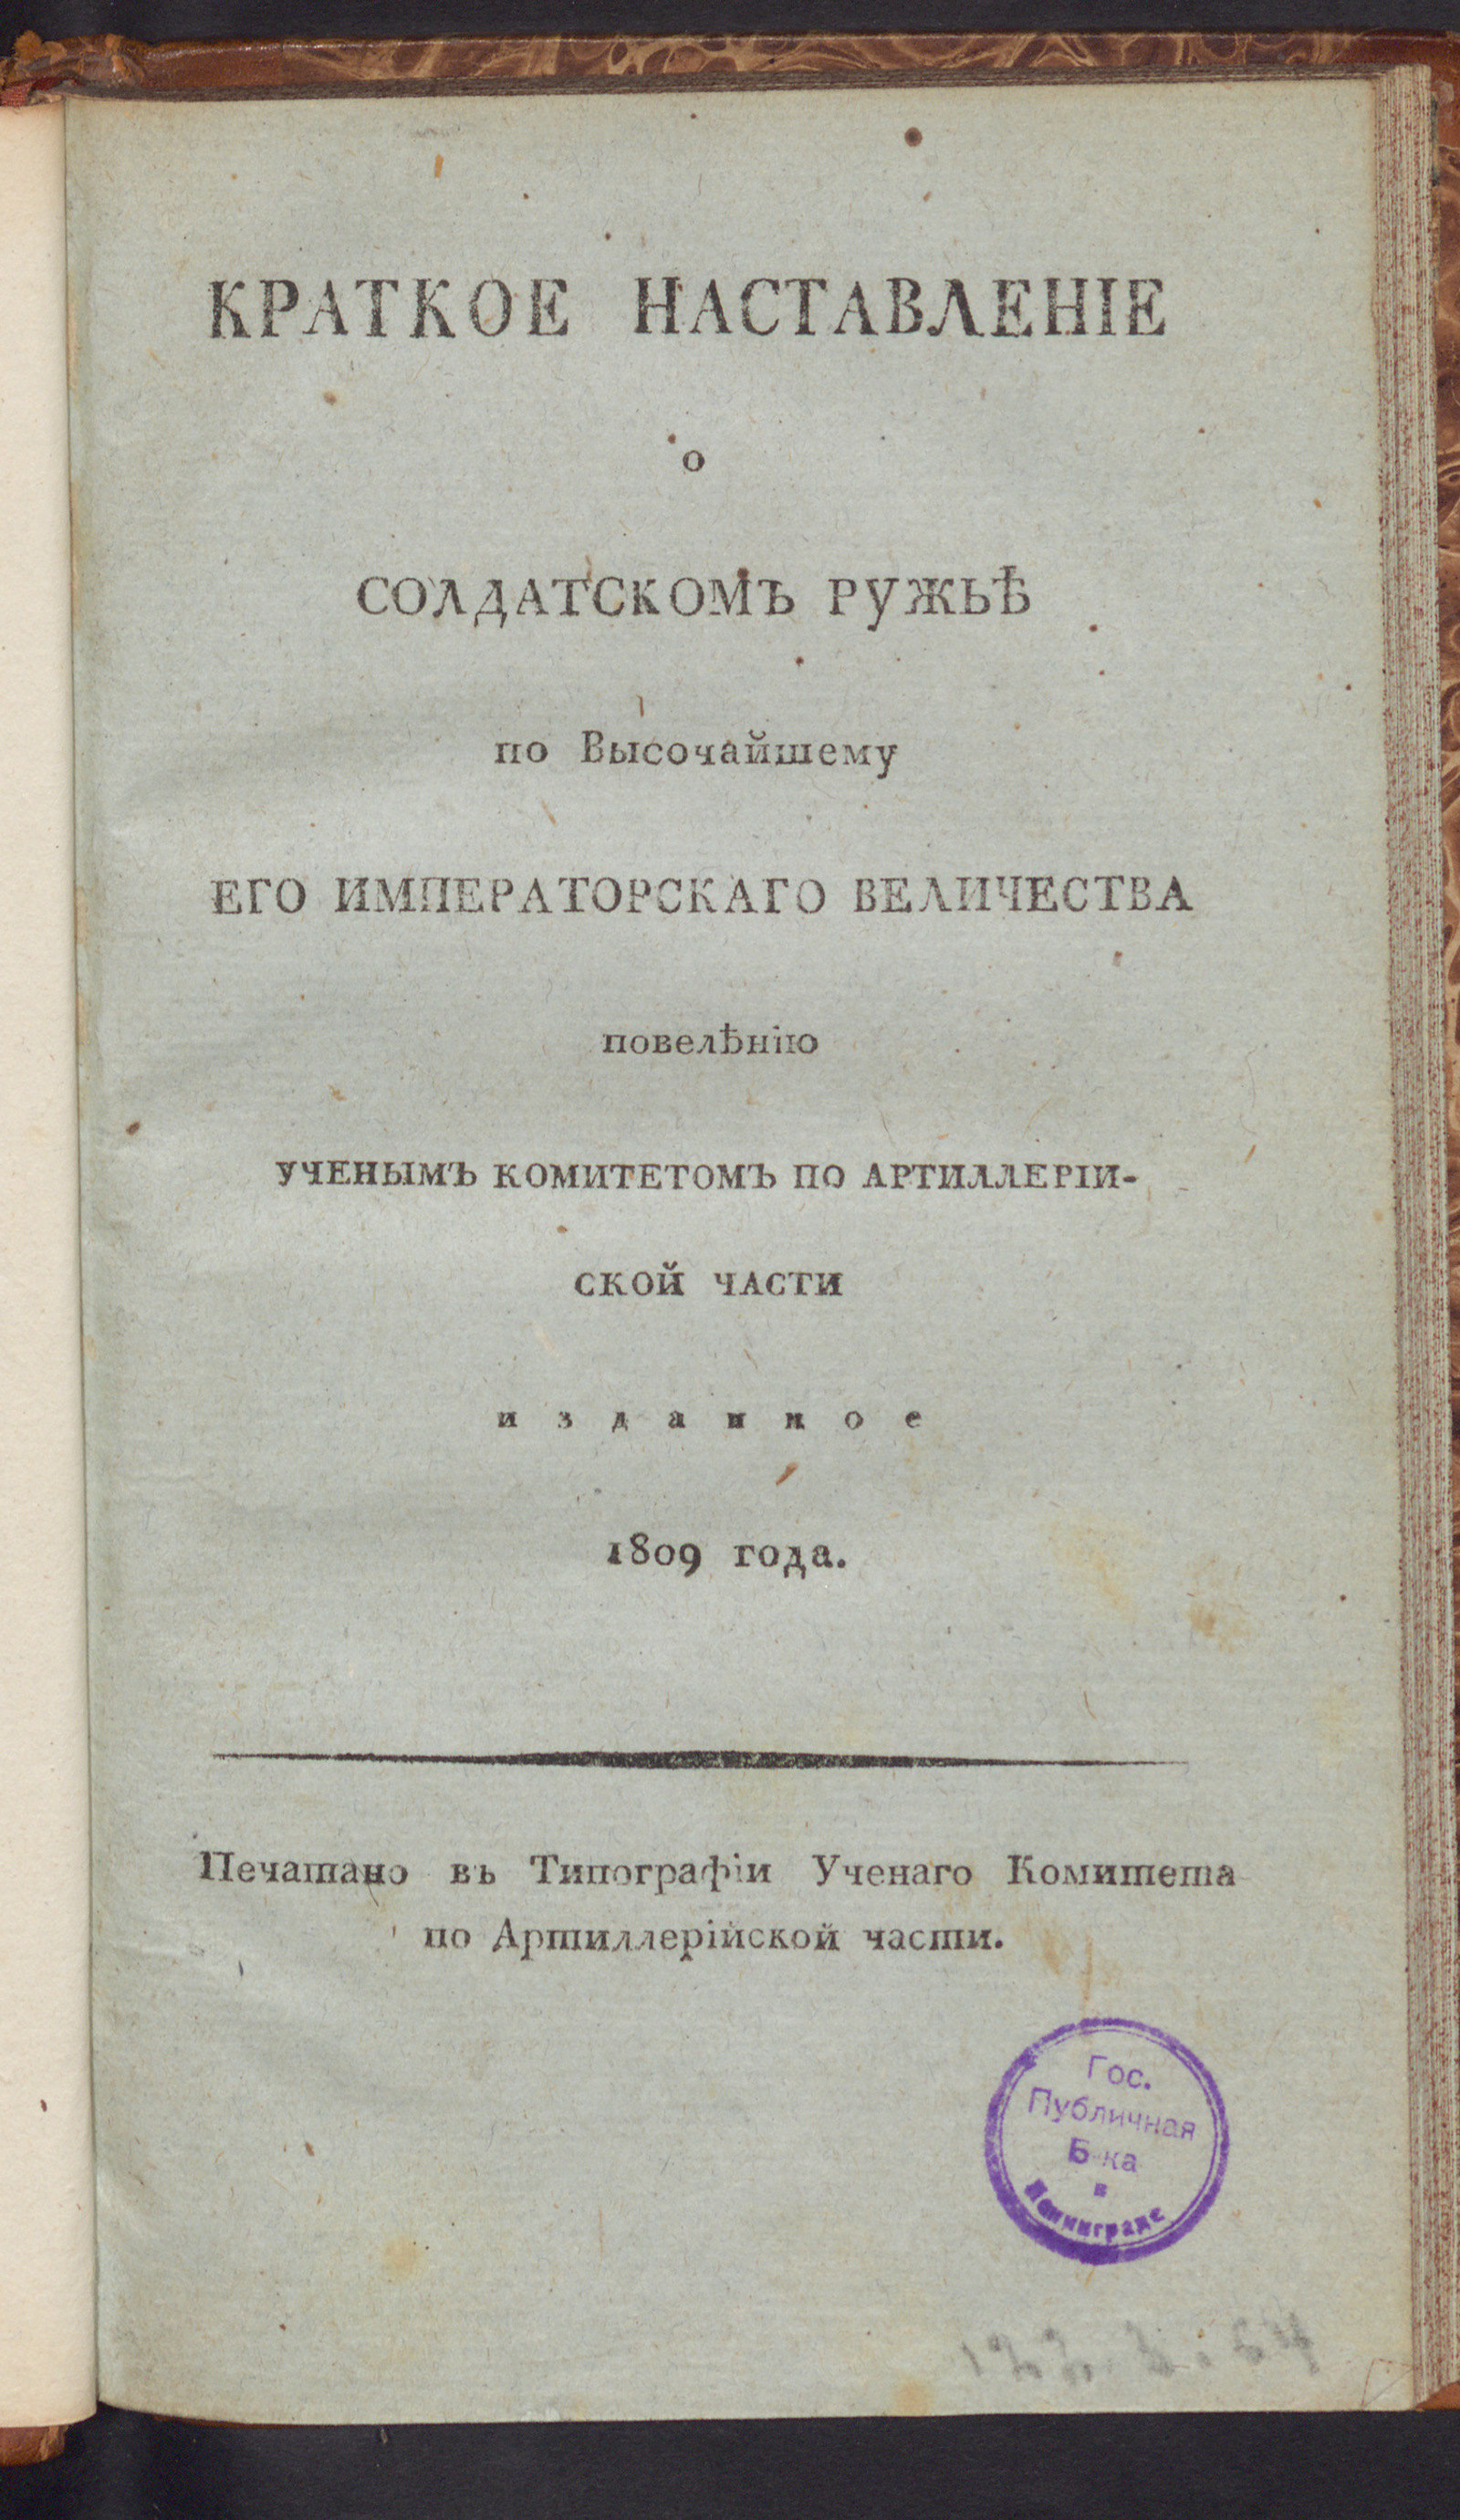 КРАТКОЕ НАСТАВЛЕНІЕ
о
СОЛДАТСКОМЪ РУЖЬѢ
по Высочайшему
ЕГО ИМПЕРАТОРСКАГО ВЕЛИЧЕСТВА
повелѣнію
УЧЕНЫМЪ КОМИТЕТОМЪ ПО АРТИЛЛЕРІИ-
СКОЙ ЧАСТИ
изданное
1809 года.
Печатано въ Типографіи Ученаго Комитета
по Артиллерійской части.
Гос.
Публичная
Б-ка
в
Ленинграде